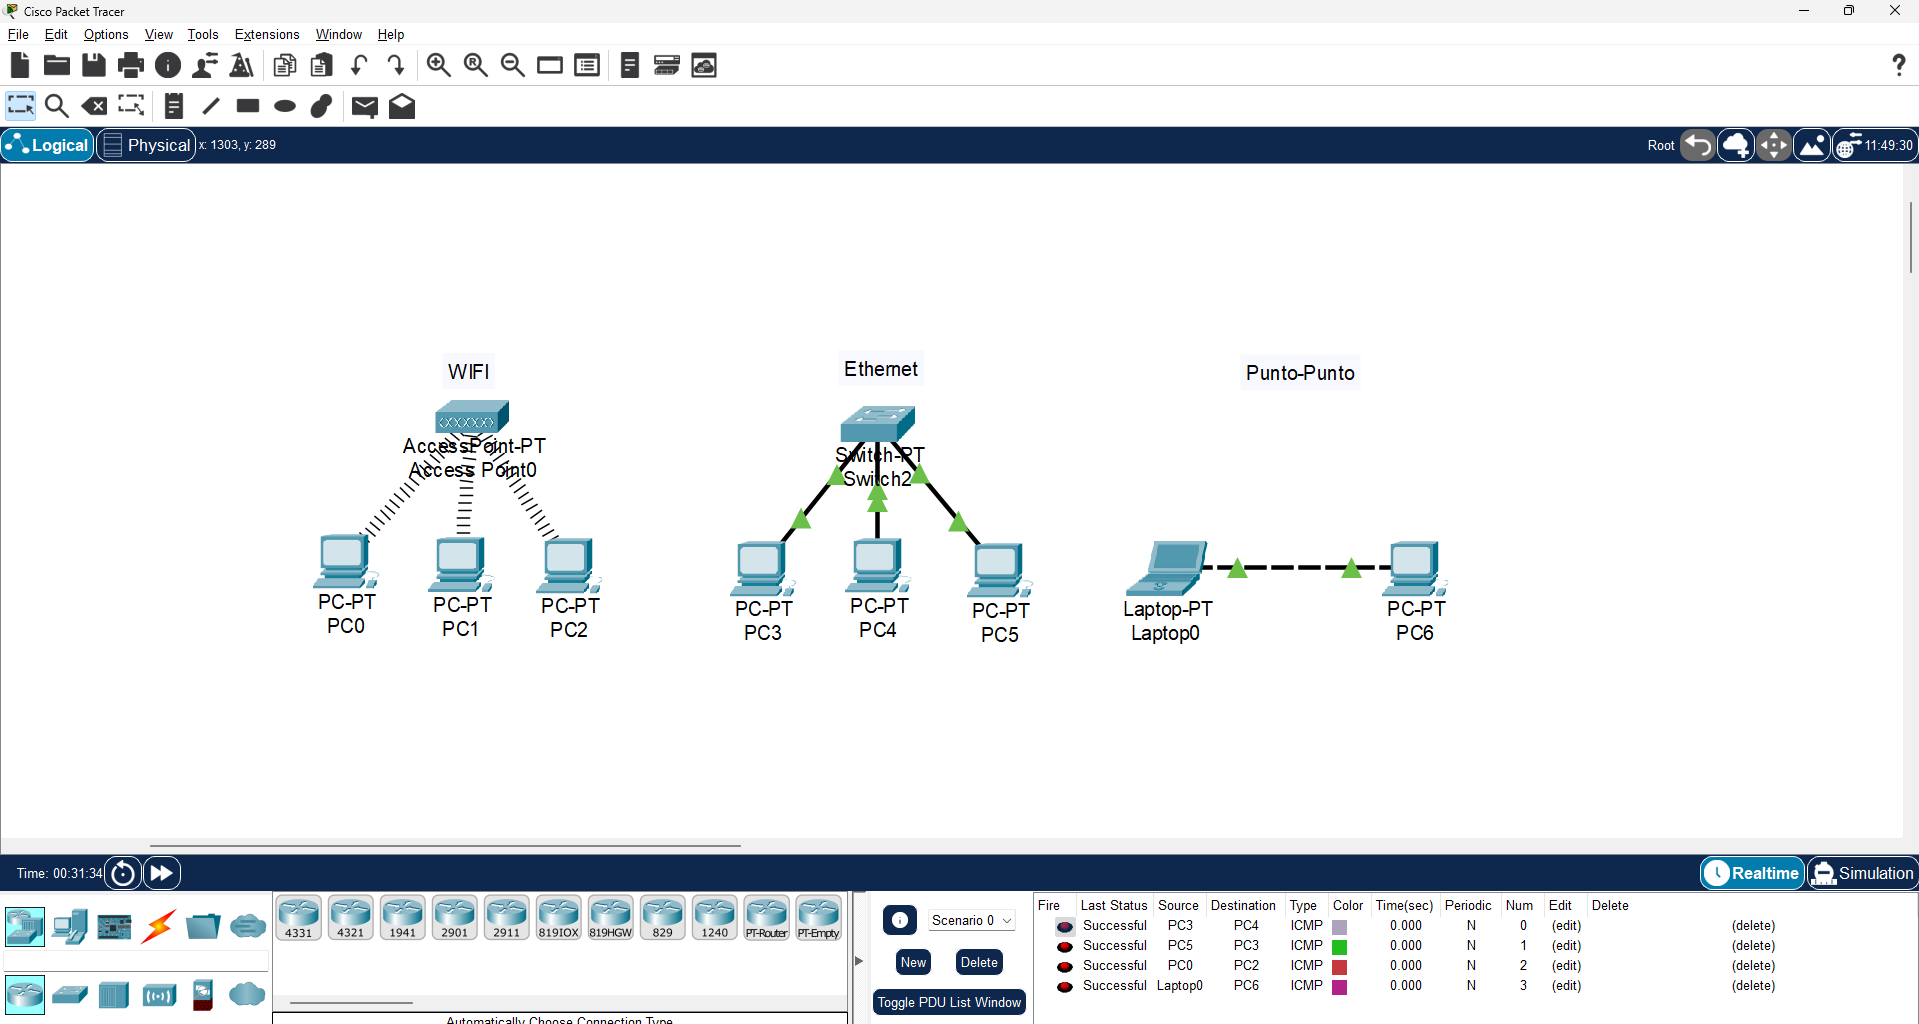 Cisco Packet Tracer
File Edit Options View Tools Extensions Window Help
Logical Physical x: 1303, y: 289 Root 11:49:30
WIFI
AccessPoint-PT
Access Point0
PC-PT
PC0
PC-PT
PC1
PC-PT
PC2
Ethernet
Switch-PT
Switch2
PC-PT
PC3
PC-PT
PC4
PC-PT
PC5
Punto-Punto
Laptop-PT
Laptop0
PC-PT
PC6
Time: 00:31:34 Realtime Simulation
4331 4321 1941 2901 2911 819IOX 819HGW 829 1240 PT-Router PT-Empty
Automatically Choose Connection Type
Scenario 0
New Delete
Toggle PDU List Window
Fire Last Status Source Destination Type Color Time(sec) Periodic Num Edit Delete
Successful PC3 PC4 ICMP 0.000 N 0 (edit) (delete)
Successful PC5 PC3 ICMP 0.000 N 1 (edit) (delete)
Successful PC0 PC2 ICMP 0.000 N 2 (edit) (delete)
Successful Laptop0 PC6 ICMP 0.000 N 3 (edit) (delete)